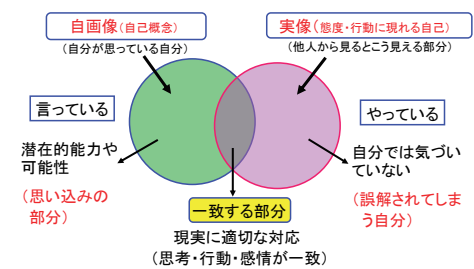 自画像(自己概念)
(自分が思っている自分)
実像(態度・行動に現れる自己)
(他人から見るとこう見える部分)
言っている
やっている
潜在的能力や
可能性
(思い込みの
部分)
自分では気づい
ていない
(誤解されてしま
う自分)
一致する部分
現実に適切な対応
(思考・行動・感情が一致)